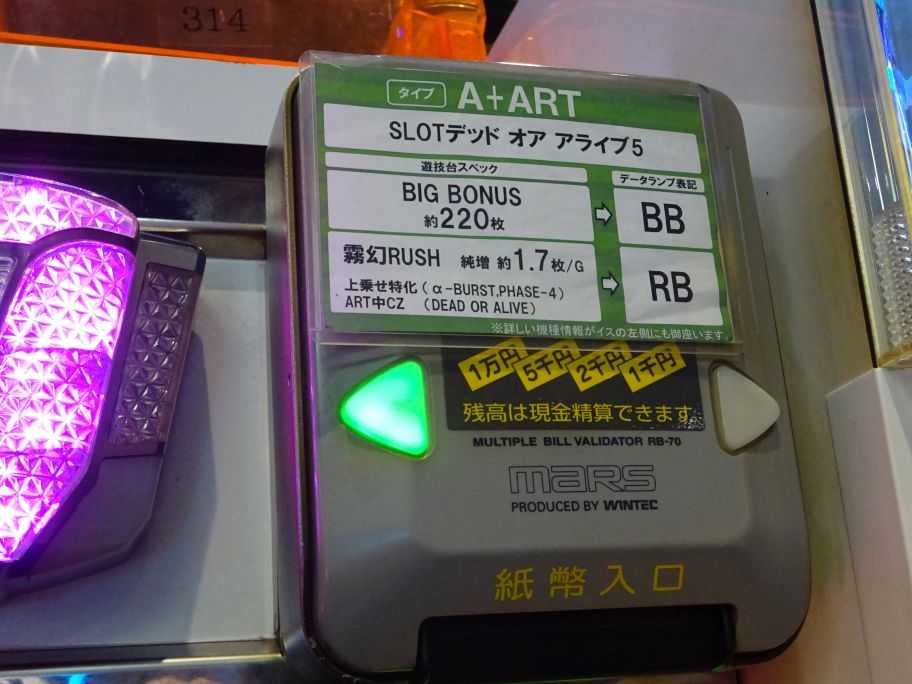 314
タイプ A+ART
SLOTデッド オア アライブ5
遊技台スペック
データランプ表記
BIG BONUS
約220枚
BB
霧幻RUSH 純増 約1.7枚/G
上乗せ特化(α-BURST,PHASE-4)
ART中CZ (DEAD OR ALIVE)
RB
※詳しい機種情報がイスの左側にも御座います。
1万円 5千円 2千円 1千円
残高は現金精算できます。
MULTIPLE BILL VALIDATOR RB-70
mars
PRODUCED BY WINTEC
紙幣入口